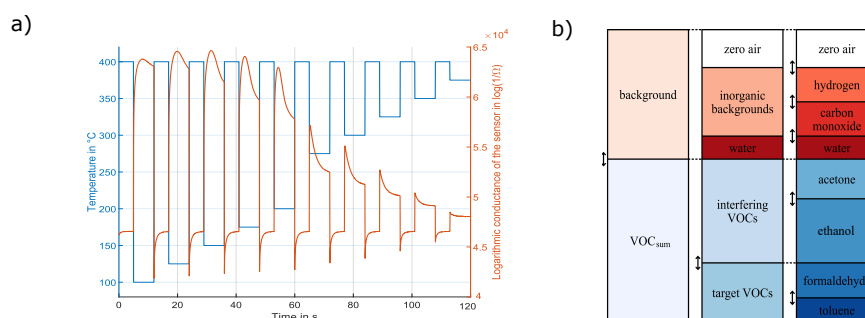 a)
×10⁴
400
350
300
250
200
150
100
Temperature in °C
0
20
40
60
80
100
120
Time in s
6.5
6
5.5
5
4.5
4
Logarithmic conductance of the sensor in log(1/Ω)
b)
background
VOCsum
zero air
inorganic
backgrounds
water
interfering
VOCs
target VOCs
zero air
hydrogen
carbon
monoxide
water
acetone
ethanol
formaldehyd
toluene